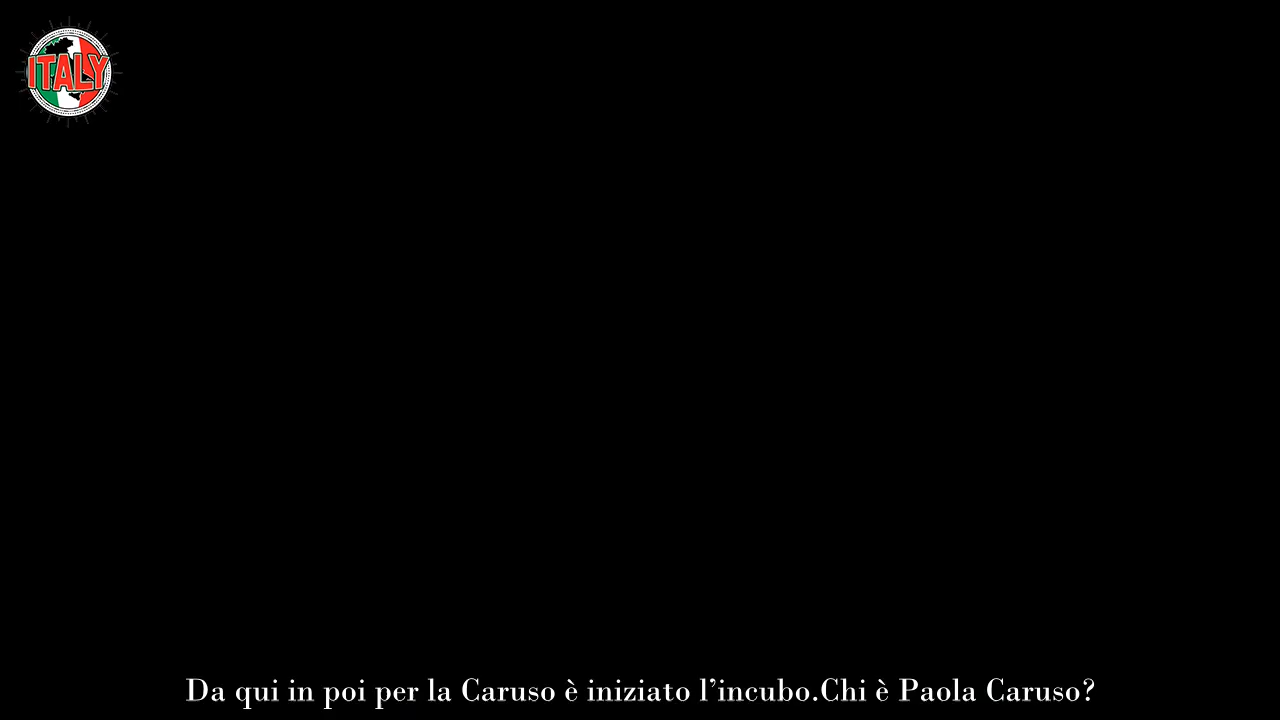 ITALY
Da qui in poi per la Caruso è iniziato l’incubo.Chi è Paola Caruso?